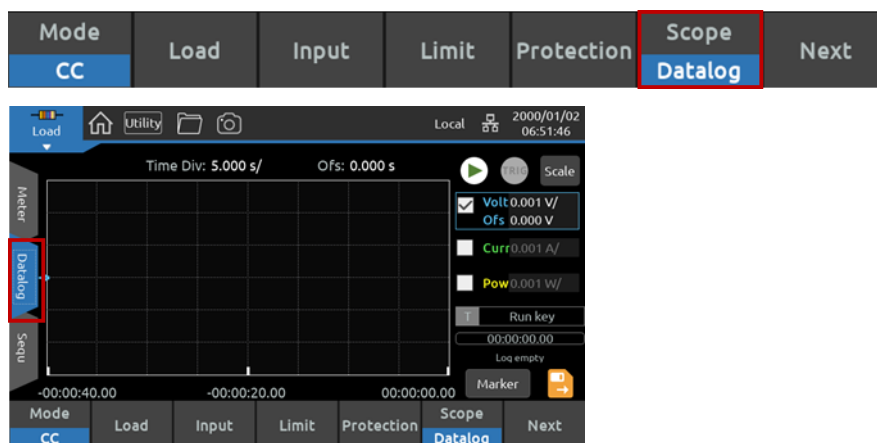 Mode
CC
Load
Input
Limit
Protection
Scope
Datalog
Next
Load
Utility
Local
2000/01/02
06:51:46
Time Div: 5.000 s/
Ofs: 0.000 s
TRIG
Scale
Meter
Datalog
Sequ
Volt 0.001 V/
Ofs 0.000 V
Curr 0.001 A/
Pow 0.001 W/
T Run key
00:00:00.00
Log empty
Marker
-00:00:40.00
-00:00:20.00
00:00:00.00
Mode
CC
Load
Input
Limit
Protection
Scope
Datalog
Next